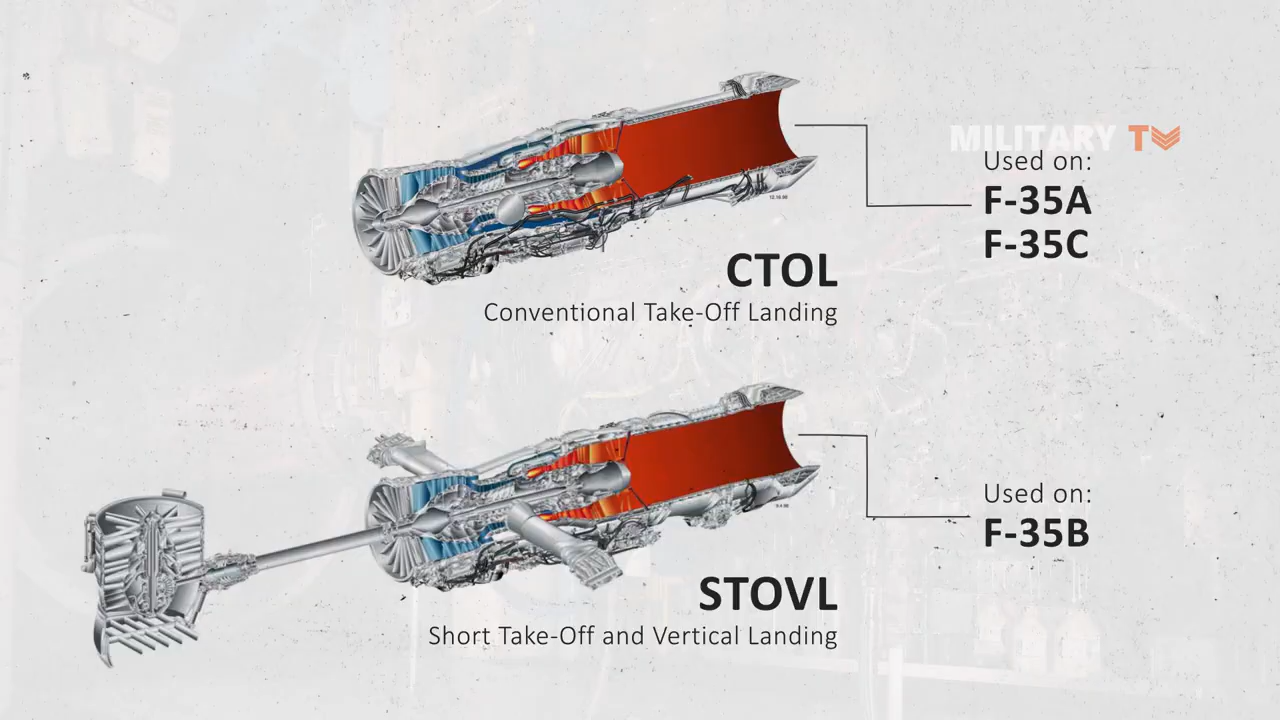 MILITARY TV
Used on:
F-35A
F-35C
CTOL
Conventional Take-Off Landing
Used on:
F-35B
STOVL
Short Take-Off and Vertical Landing